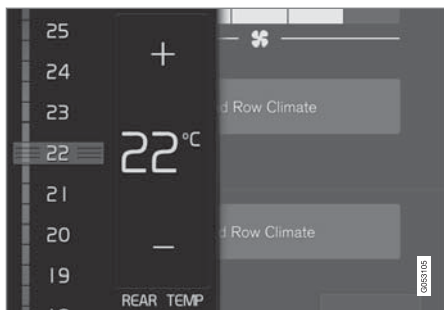 25
24
23
22
21
20
19
+
22°C
−
REAR TEMP
d Row Climate
d Row Climate
G053105